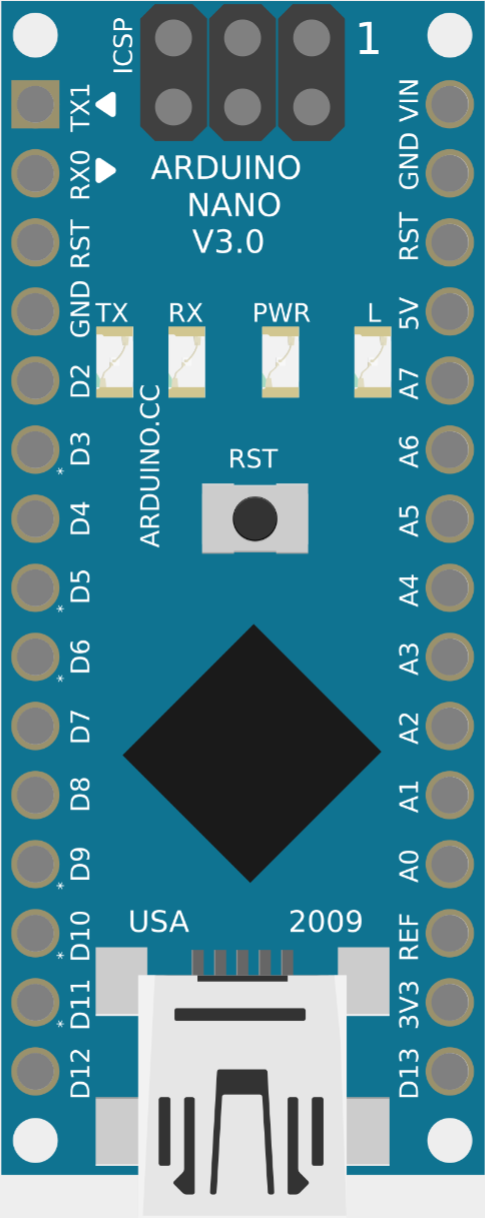 ICSP
1
TX1
RX0
RST
GND
D2
D3
*
D4
D5
*
D6
*
D7
D8
D9
*
D10
*
D11
*
D12
ARDUINO
NANO
V3.0
TX RX PWR L
ARDUINO.CC
RST
USA 2009
VIN
GND
RST
5V
A7
A6
A5
A4
A3
A2
A1
A0
REF
3V3
D13